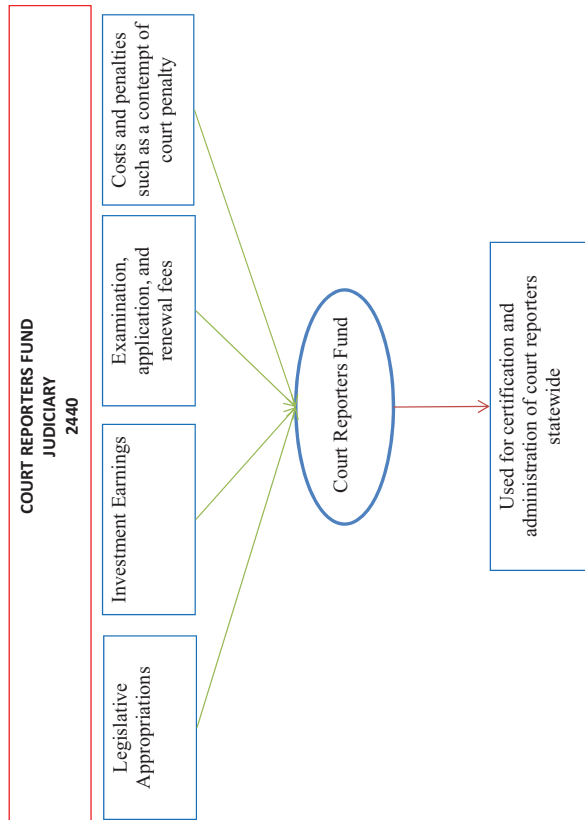 COURT REPORTERS FUND
JUDICIARY
2440
Legislative
Appropriations
Investment Earnings
Examination,
application, and
renewal fees
Costs and penalties
such as a contempt of
court penalty
Court Reporters Fund
Used for certification and
administration of court reporters
statewide